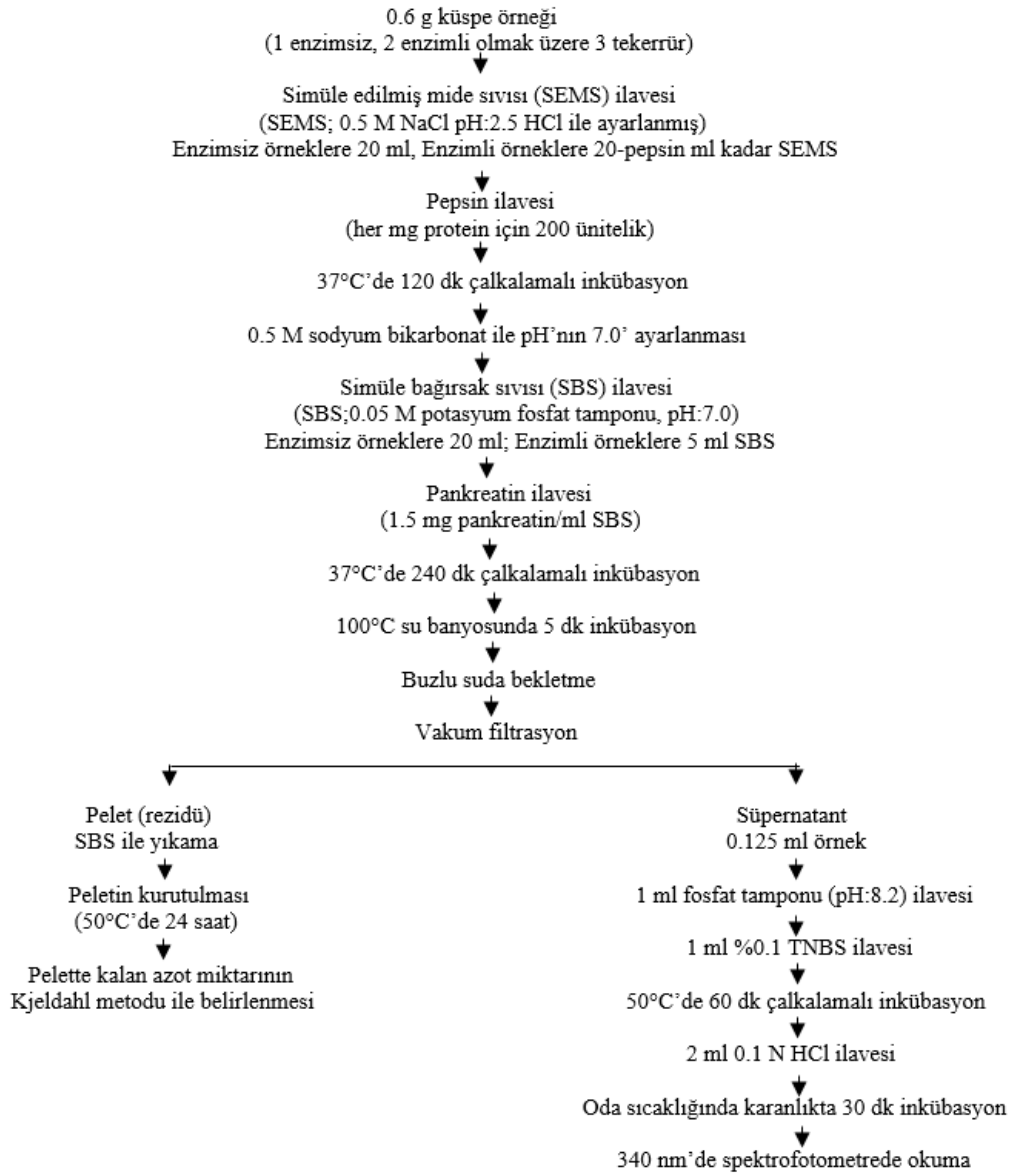 0.6 g küspe örneği
(1 enzimsiz, 2 enzimli olmak üzere 3 tekerrür)
Simüle edilmiş mide sıvısı (SEMS) ilavesi
(SEMS; 0.5 M NaCl pH:2.5 HCl ile ayarlanmış)
Enzimsiz örneklere 20 ml, Enzimli örneklere 20-pepsin ml kadar SEMS
Pepsin ilavesi
(her mg protein için 200 ünitelik)
37°C’de 120 dk çalkalamalı inkübasyon
0.5 M sodyum bikarbonat ile pH’nın 7.0’ ayarlanması
Simüle bağırsak sıvısı (SBS) ilavesi
(SBS;0.05 M potasyum fosfat tamponu, pH:7.0)
Enzimsiz örneklere 20 ml; Enzimli örneklere 5 ml SBS
Pankreatin ilavesi
(1.5 mg pankreatin/ml SBS)
37°C’de 240 dk çalkalamalı inkübasyon
100°C su banyosunda 5 dk inkübasyon
Buzlu suda bekletme
Vakum filtrasyon
Pelet (rezidü)
SBS ile yıkama
Peletin kurutulması
(50°C’de 24 saat)
Pelette kalan azot miktarının
Kjeldahl metodu ile belirlenmesi
Süpernatant
0.125 ml örnek
1 ml fosfat tamponu (pH:8.2) ilavesi
1 ml %0.1 TNBS ilavesi
50°C’de 60 dk çalkalamalı inkübasyon
2 ml 0.1 N HCl ilavesi
Oda sıcaklığında karanlıkta 30 dk inkübasyon
340 nm’de spektrofotometrede okuma